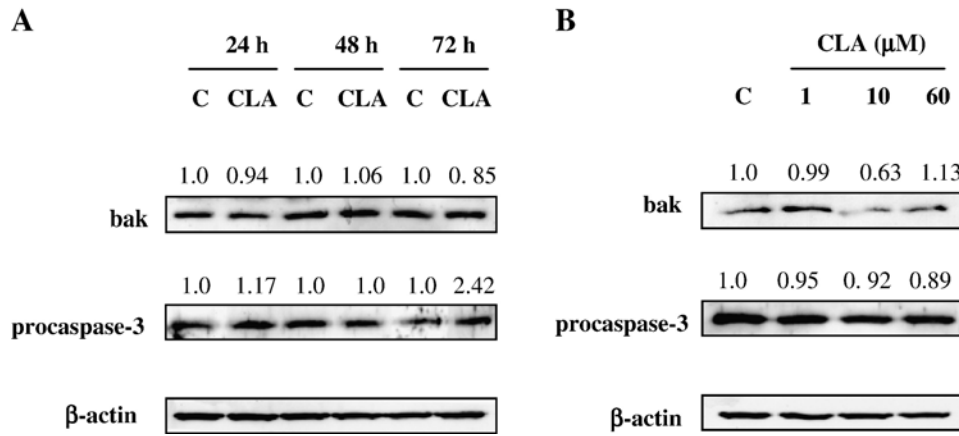 A
24 h 48 h 72 h
C CLA C CLA C CLA
1.0 0.94 1.0 1.06 1.0 0. 85
bak
1.0 1.17 1.0 1.0 1.0 2.42
procaspase-3
β-actin
B
CLA (μM)
C 1 10 60
1.0 0.99 0.63 1.13
bak
1.0 0.95 0. 92 0.89
procaspase-3
β-actin